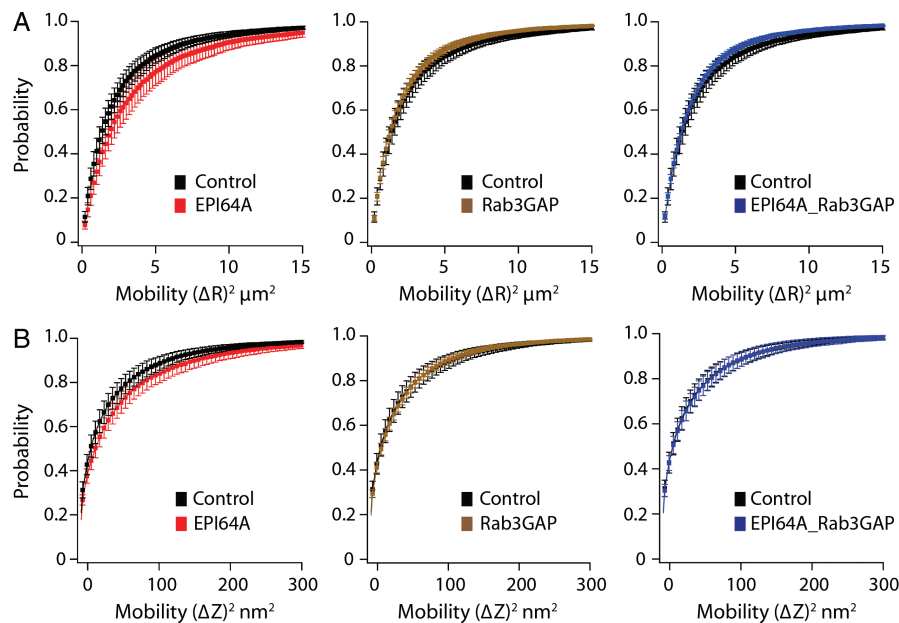 A
1.0
0.8
0.6
0.4
0.2
0
Probability
Control
EPI64A
0
5
10
15
Mobility (ΔR)² μm²
1.0
0.8
0.6
0.4
0.2
0
Control
Rab3GAP
0
5
10
15
Mobility (ΔR)² μm²
1.0
0.8
0.6
0.4
0.2
0
Control
EPI64A_Rab3GAP
0
5
10
15
Mobility (ΔR)² μm²
B
1.0
0.8
0.6
0.4
0.2
0
Probability
Control
EPI64A
0
100
200
300
Mobility (ΔZ)² nm²
1.0
0.8
0.6
0.4
0.2
0
Control
Rab3GAP
0
100
200
300
Mobility (ΔZ)² nm²
1.0
0.8
0.6
0.4
0.2
0
Control
EPI64A_Rab3GAP
0
100
200
300
Mobility (ΔZ)² nm²